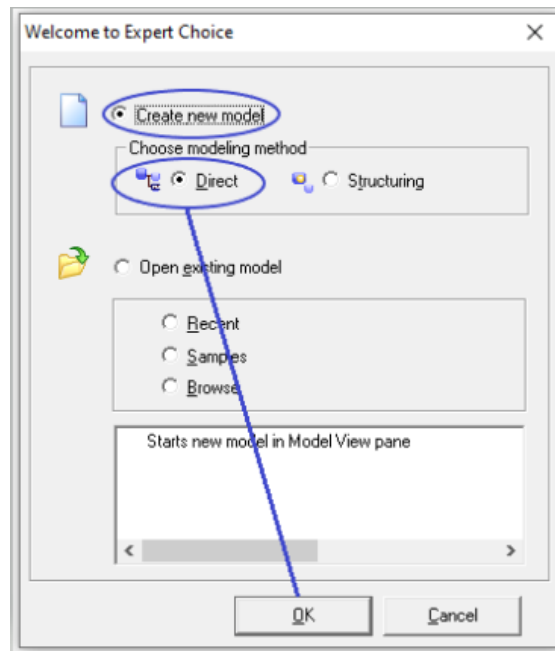 Welcome to Expert Choice
Create new model
Choose modeling method
Direct
Structuring
Open existing model
Recent
Samples
Browse
Starts new model in Model View pane
OK
Cancel